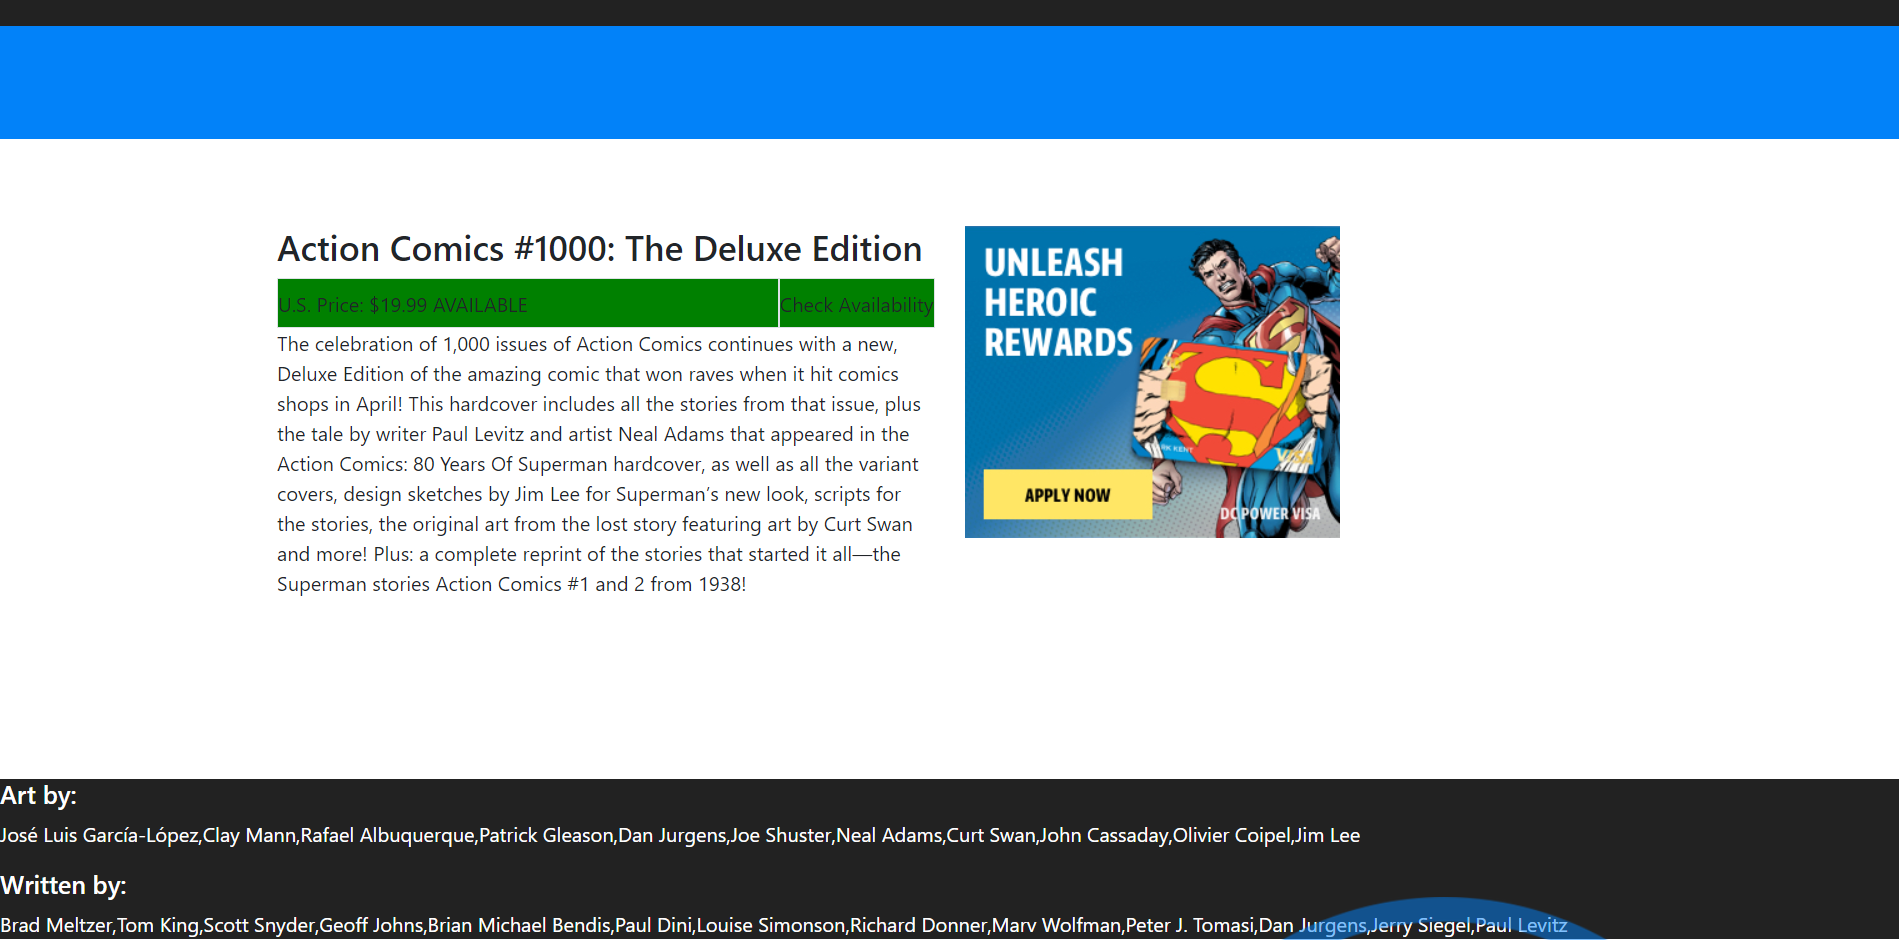 Action Comics #1000: The Deluxe Edition
U.S. Price: $19.99 AVAILABLE
Check Availability
The celebration of 1,000 issues of Action Comics continues with a new,
Deluxe Edition of the amazing comic that won raves when it hit comics
shops in April! This hardcover includes all the stories from that issue, plus
the tale by writer Paul Levitz and artist Neal Adams that appeared in the
Action Comics: 80 Years Of Superman hardcover, as well as all the variant
covers, design sketches by Jim Lee for Superman’s new look, scripts for
the stories, the original art from the lost story featuring art by Curt Swan
and more! Plus: a complete reprint of the stories that started it all—the
Superman stories Action Comics #1 and 2 from 1938!
UNLEASH
HEROIC
REWARDS
KENT
VISA
APPLY NOW
DC POWER VISA
Art by:
José Luis García-López,Clay Mann,Rafael Albuquerque,Patrick Gleason,Dan Jurgens,Joe Shuster,Neal Adams,Curt Swan,John Cassaday,Olivier Coipel,Jim Lee
Written by:
Brad Meltzer,Tom King,Scott Snyder,Geoff Johns,Brian Michael Bendis,Paul Dini,Louise Simonson,Richard Donner,Marv Wolfman,Peter J. Tomasi,Dan Jurgens,Jerry Siegel,Paul Levitz